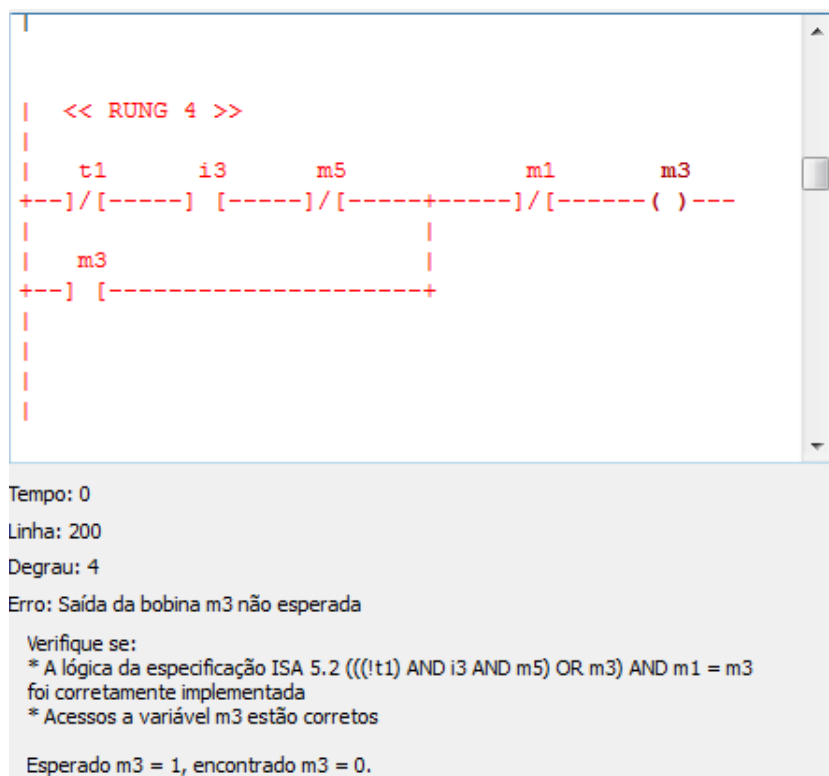 |
| << RUNG 4 >>
|
|   t1      i3      m5             m1       m3
+--]/[-----] [-----]/[-----+-----]/[------( )---
|                          |
|   m3                     |
+--] [---------------------+
|
|
|
|
Tempo: 0
Linha: 200
Degrau: 4
Erro: Saída da bobina m3 não esperada
Verifique se:
* A lógica da especificação ISA 5.2 (((!t1) AND i3 AND m5) OR m3) AND m1 = m3
foi corretamente implementada
* Acessos a variável m3 estão corretos
Esperado m3 = 1, encontrado m3 = 0.